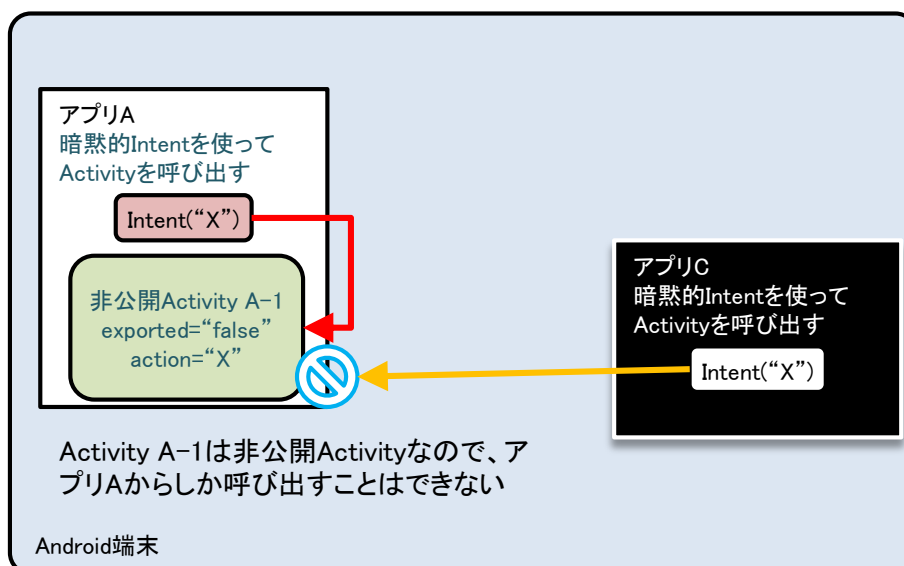 アプリA
暗黙的Intentを使って
Activityを呼び出す
Intent(“X”)
非公開Activity A-1
exported=“false”
action=“X”
アプリC
暗黙的Intentを使って
Activityを呼び出す
Intent(“X”)
Activity A-1は非公開Activityなので、ア
プリAからしか呼び出すことはできない
Android端末